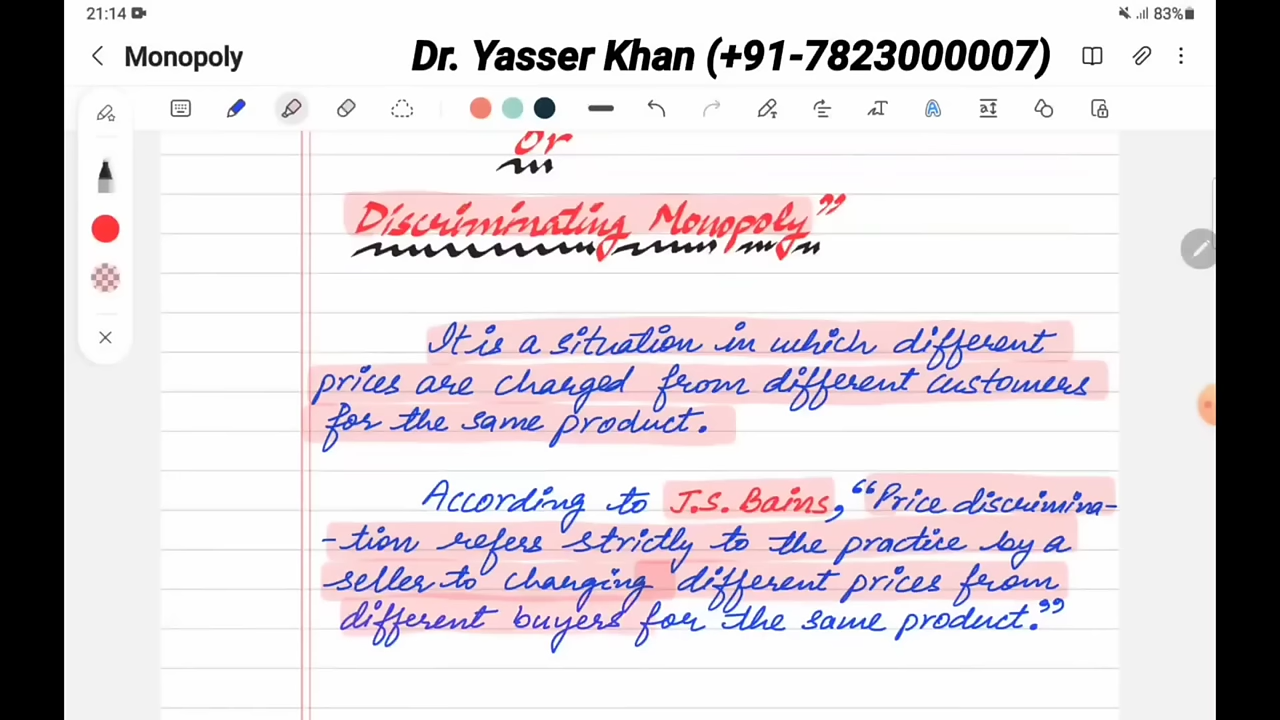 21:14
83%
Monopoly
Dr. Yasser Khan (+91-7823000007)
Or
Discriminating Monopoly”
It is a situation in which different
prices are charged from different customers
for the same product.
According to J.S. Bains, “Price discrimina-
-tion refers strictly to the practice by a
seller to charging different prices from
different buyers for the same product.”